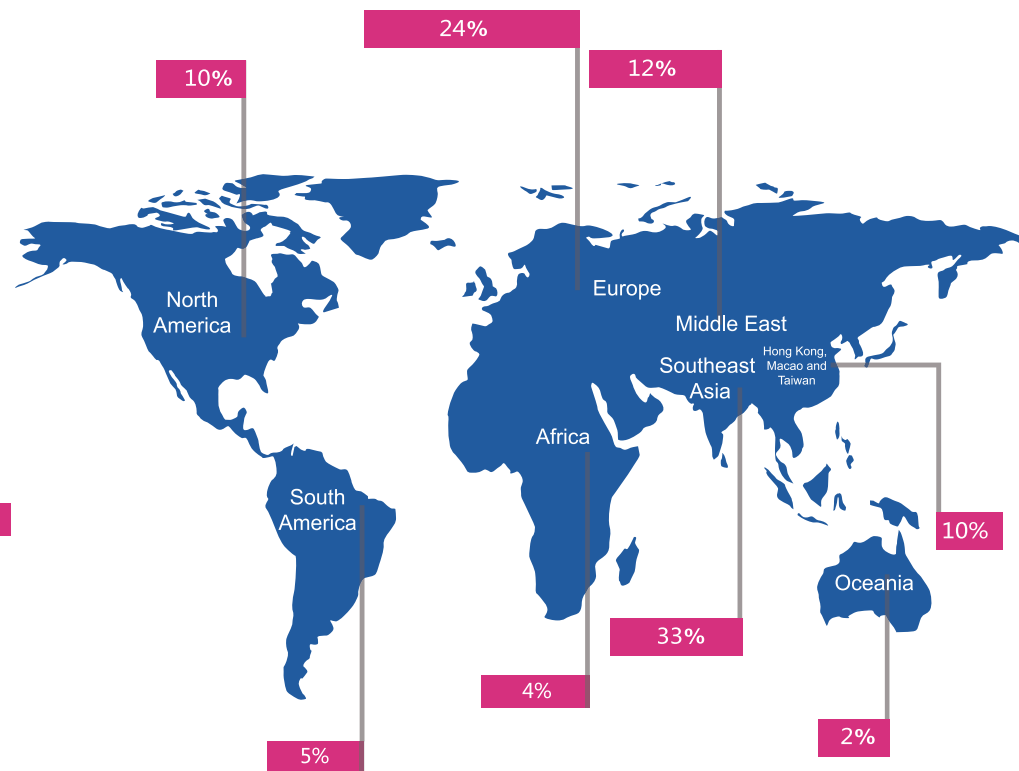 24%
12%
10%
Europe
North
America
Middle East
Hong Kong,
Macao and
Taiwan
Southeast
Asia
Africa
South
America
10%
Oceania
33%
4%
2%
5%